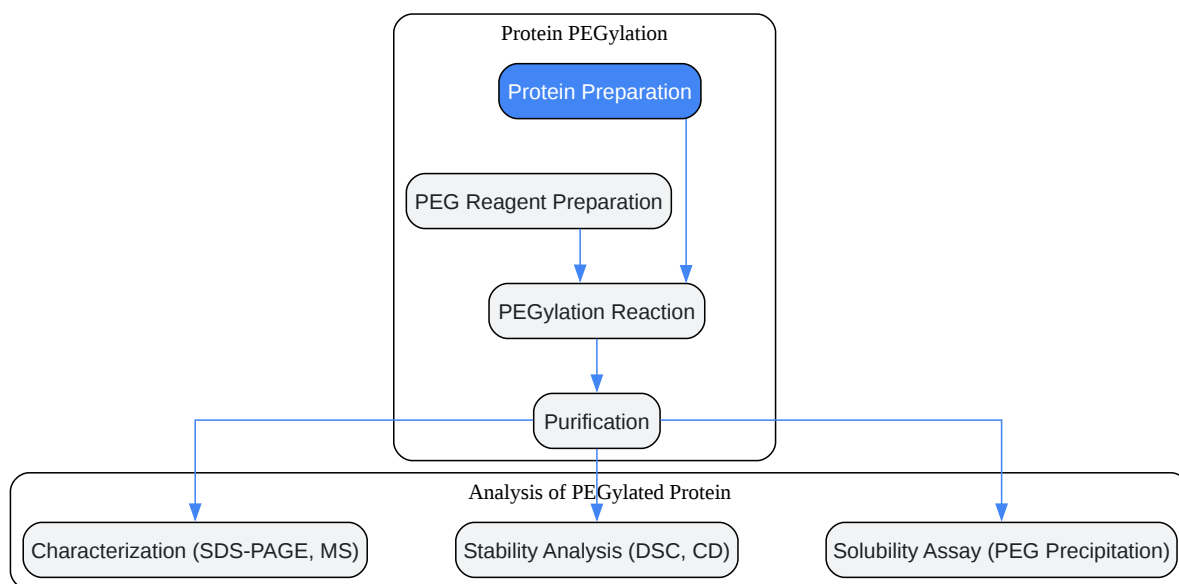 Protein PEGylation
Protein Preparation
PEG Reagent Preparation
PEGylation Reaction
Purification
Analysis of PEGylated Protein
Characterization (SDS-PAGE, MS)
Stability Analysis (DSC, CD)
Solubility Assay (PEG Precipitation)